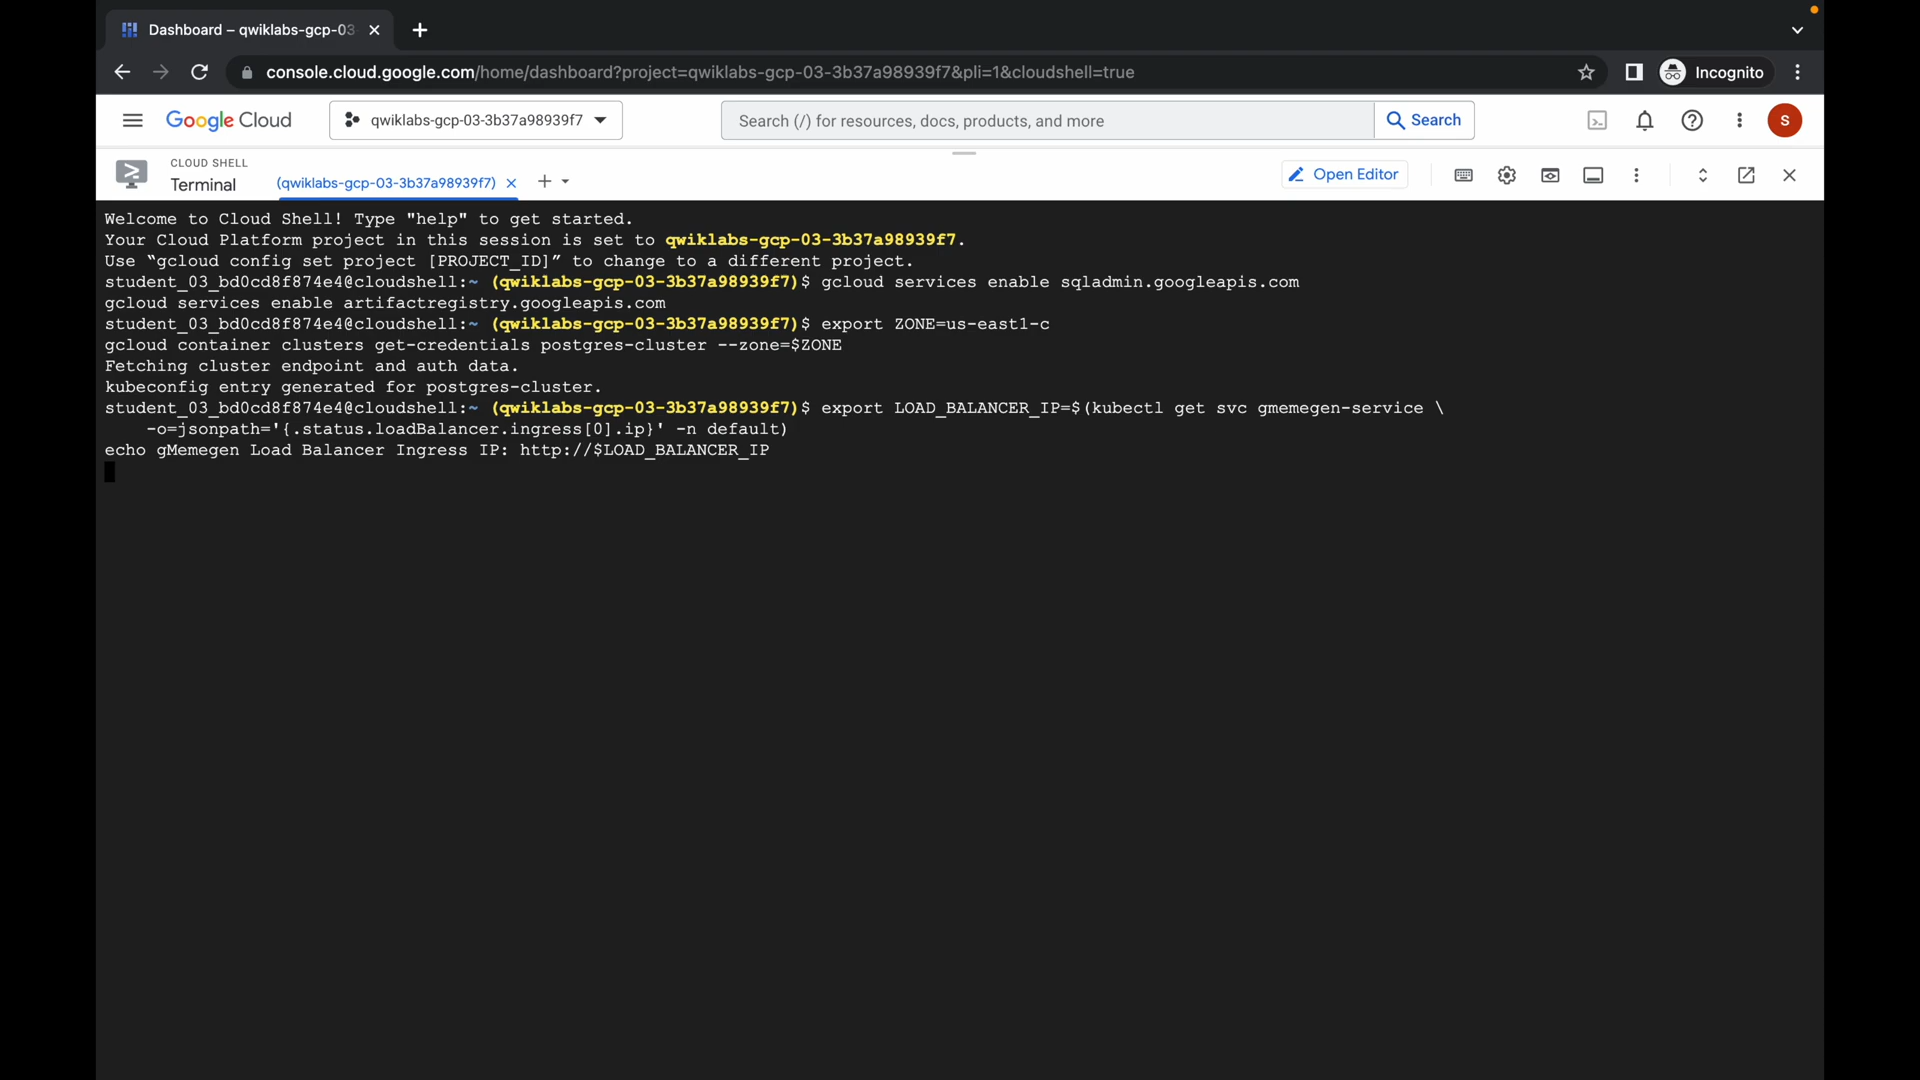 Dashboard – qwiklabs-gcp-03
console.cloud.google.com/home/dashboard?project=qwiklabs-gcp-03-3b37a98939f7&pli=1&cloudshell=true
Incognito
Google Cloud
qwiklabs-gcp-03-3b37a98939f7
Search (/) for resources, docs, products, and more
Search
S
CLOUD SHELL
Terminal
(qwiklabs-gcp-03-3b37a98939f7)
Open Editor
Welcome to Cloud Shell! Type "help" to get started.
Your Cloud Platform project in this session is set to qwiklabs-gcp-03-3b37a98939f7.
Use “gcloud config set project [PROJECT_ID]” to change to a different project.
student_03_bd0cd8f874e4@cloudshell:~ (qwiklabs-gcp-03-3b37a98939f7)$ gcloud services enable sqladmin.googleapis.com
gcloud services enable artifactregistry.googleapis.com
student_03_bd0cd8f874e4@cloudshell:~ (qwiklabs-gcp-03-3b37a98939f7)$ export ZONE=us-east1-c
gcloud container clusters get-credentials postgres-cluster --zone=$ZONE
Fetching cluster endpoint and auth data.
kubeconfig entry generated for postgres-cluster.
student_03_bd0cd8f874e4@cloudshell:~ (qwiklabs-gcp-03-3b37a98939f7)$ export LOAD_BALANCER_IP=$(kubectl get svc gmemegen-service \
-o=jsonpath='{.status.loadBalancer.ingress[0].ip}' -n default)
echo gMemegen Load Balancer Ingress IP: http://$LOAD_BALANCER_IP